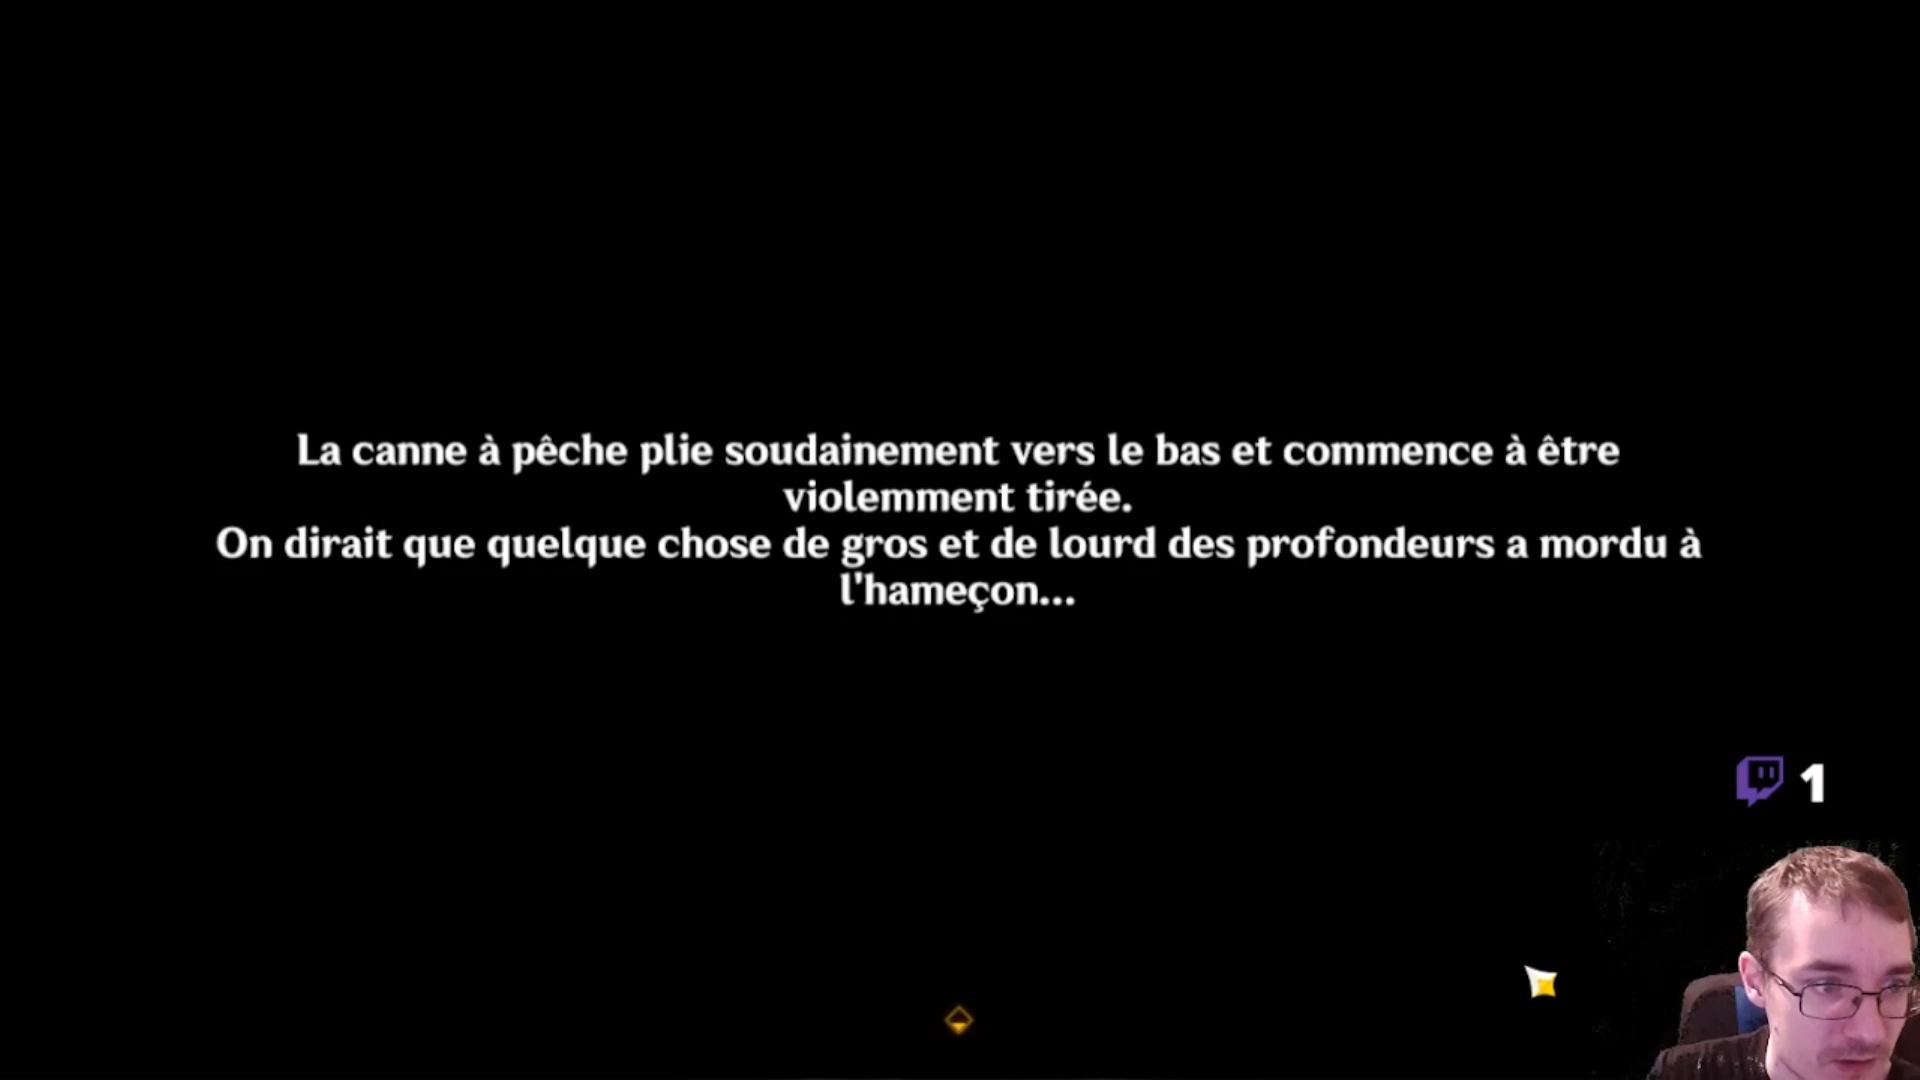 La canne à pêche plie soudainement vers le bas et commence à être
violemment tirée.
On dirait que quelque chose de gros et de lourd des profondeurs a mordu à
l'hameçon...
1